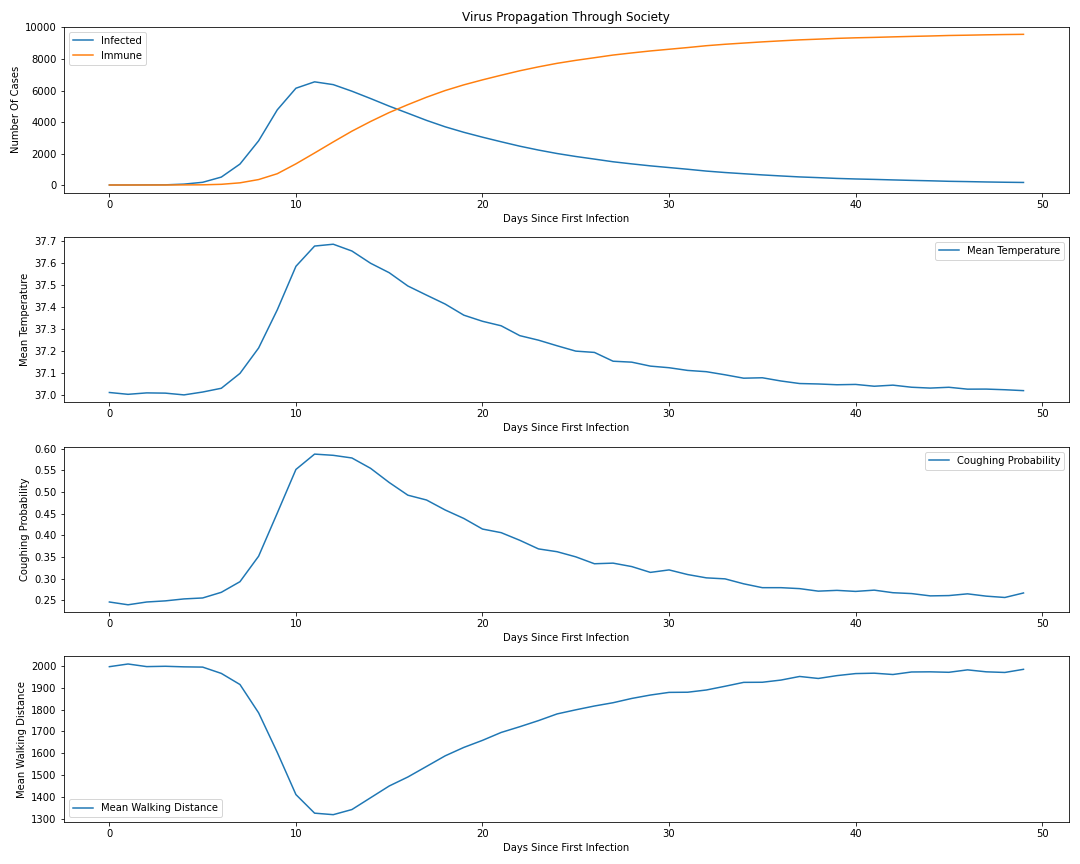 Virus Propagation Through Society
Infected
Immune
Number Of Cases
10000
8000
6000
4000
2000
0
0 10 20 30 40 50
Days Since First Infection
Mean Temperature
Mean Temperature
37.7
37.6
37.5
37.4
37.3
37.2
37.1
37.0
0 10 20 30 40 50
Days Since First Infection
Coughing Probability
Coughing Probability
0.60
0.55
0.50
0.45
0.40
0.35
0.30
0.25
0 10 20 30 40 50
Days Since First Infection
Mean Walking Distance
2000
1900
1800
1700
1600
1500
1400
1300
Mean Walking Distance
0 10 20 30 40 50
Days Since First Infection